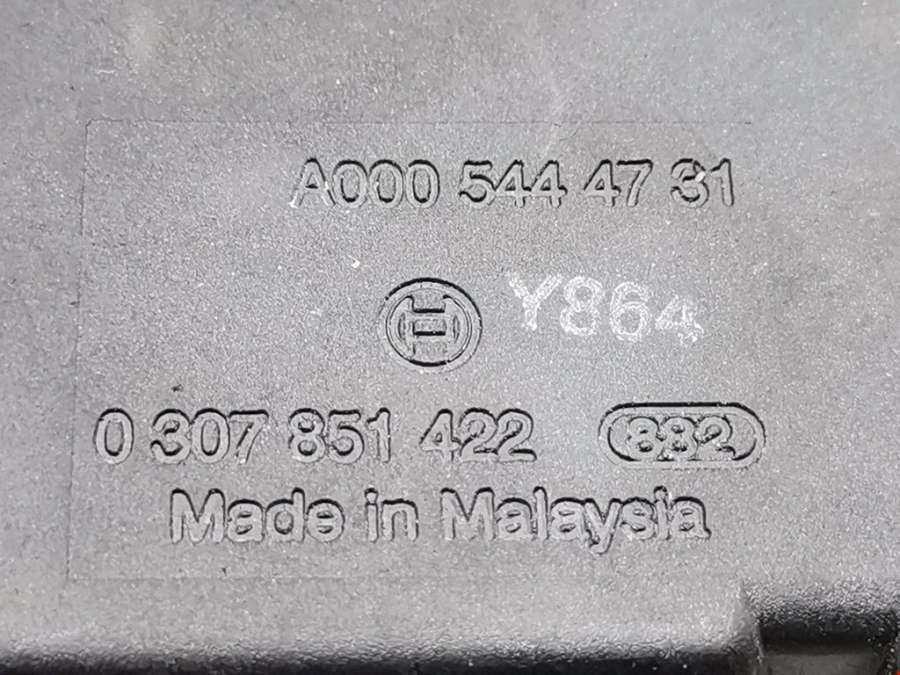 A000 544 47 31
Y864
0 307 851 422 882
Made in Malaysia